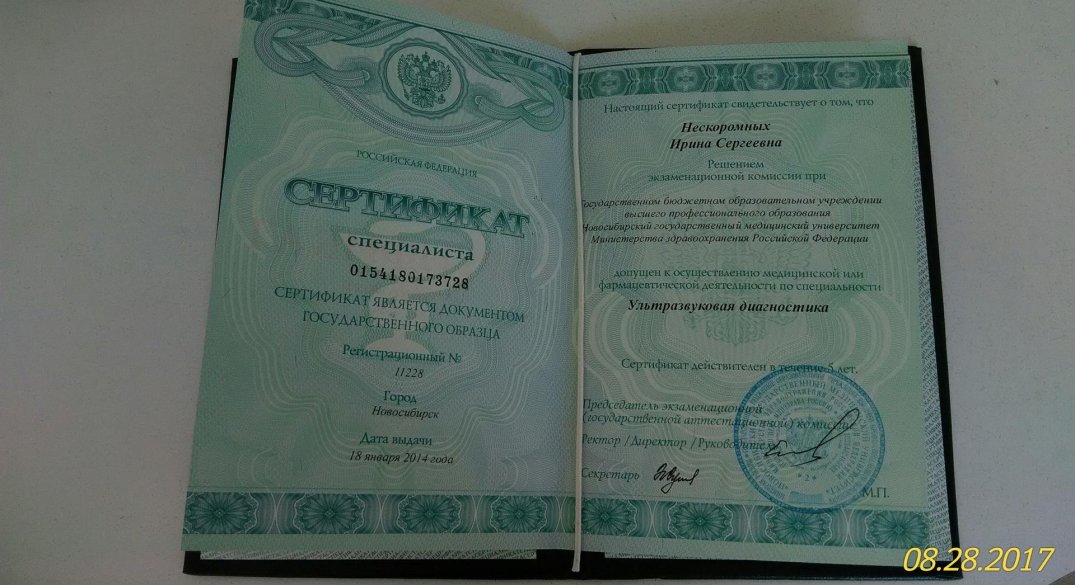 РОССИЙСКАЯ ФЕДЕРАЦИЯ
СЕРТИФИКАТ
специалиста
0154180173728
СЕРТИФИКАТ ЯВЛЯЕТСЯ ДОКУМЕНТОМ
ГОСУДАРСТВЕННОГО ОБРАЗЦА
Регистрационный №
11228
Город
Новосибирск
Дата выдачи
18 января 2014 года
Настоящий сертификат свидетельствует о том, что
Нескоромных
Ирина Сергеевна
Решением
экзаменационной комиссии при
Государственном бюджетном образовательном учреждении
высшего профессионального образования
Новосибирский государственный медицинский университет
Министерства здравоохранения Российской Федерации
допущен к осуществлению медицинской или
фармацевтической деятельности по специальности
Ультразвуковая диагностика
Сертификат действителен в течение 5 лет.
Председатель экзаменационной
(государственной аттестационной) комиссии
Ректор /Директор /Руководитель
Секретарь
М.П.
08.28.2017